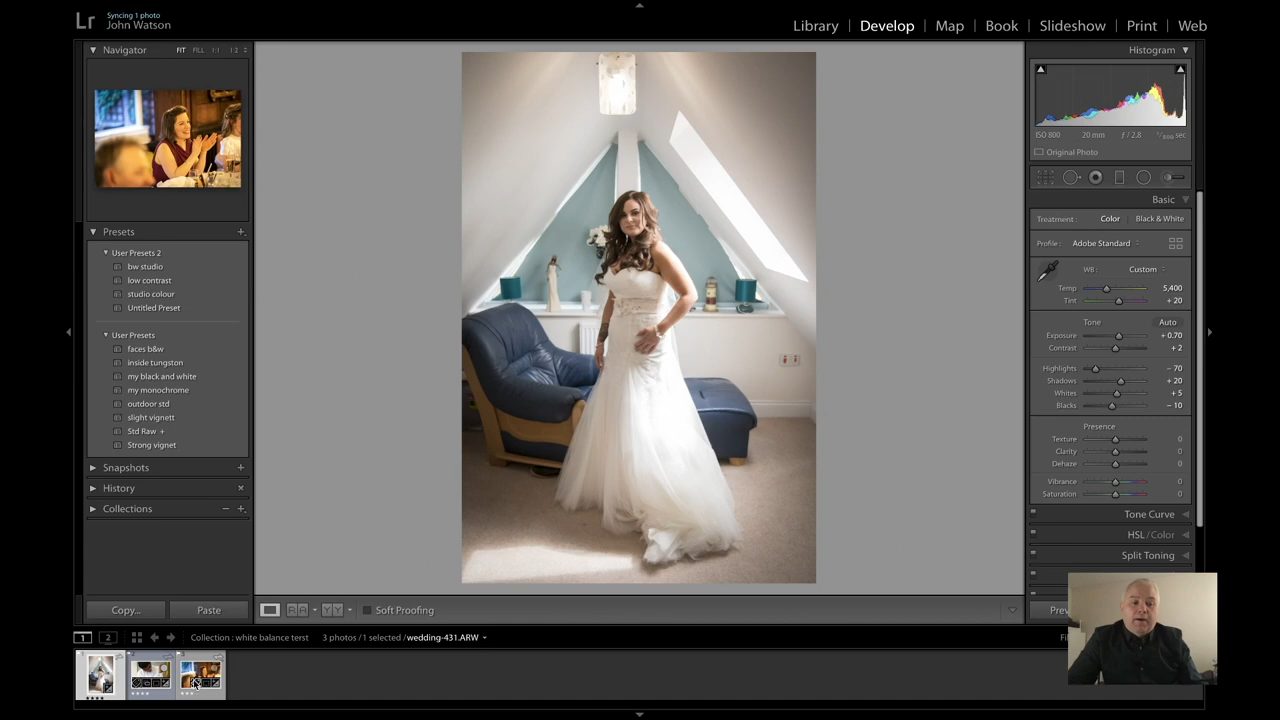 Lr
Syncing 1 photo
John Watson
Library | Develop | Map | Book | Slideshow | Print | Web
Navigator FIT FILL 1:1 1:2
Presets
User Presets 2
bw studio
low contrast
studio colour
Untitled Preset
User Presets
faces b&w
inside tungston
my black and white
my monochrome
outdoor std
slight vignett
Std Raw +
Strong vignet
Snapshots
History
Collections
Copy...
Paste
Soft Proofing
Histogram
ISO 800 20 mm ƒ / 2.8
Original Photo
Basic
Treatment : Color Black & White
Profile : Adobe Standard
WB : Custom
Temp 5,400
Tint + 20
Tone Auto
Exposure + 0.70
Contrast + 2
Highlights − 70
Shadows + 20
Whites + 5
Blacks − 10
Presence
Texture 0
Clarity 0
Dehaze 0
Vibrance 0
Saturation 0
Tone Curve
HSL / Color
Split Toning
1 2 Collection : white balance terst 3 photos / 1 selected / wedding-431.ARW